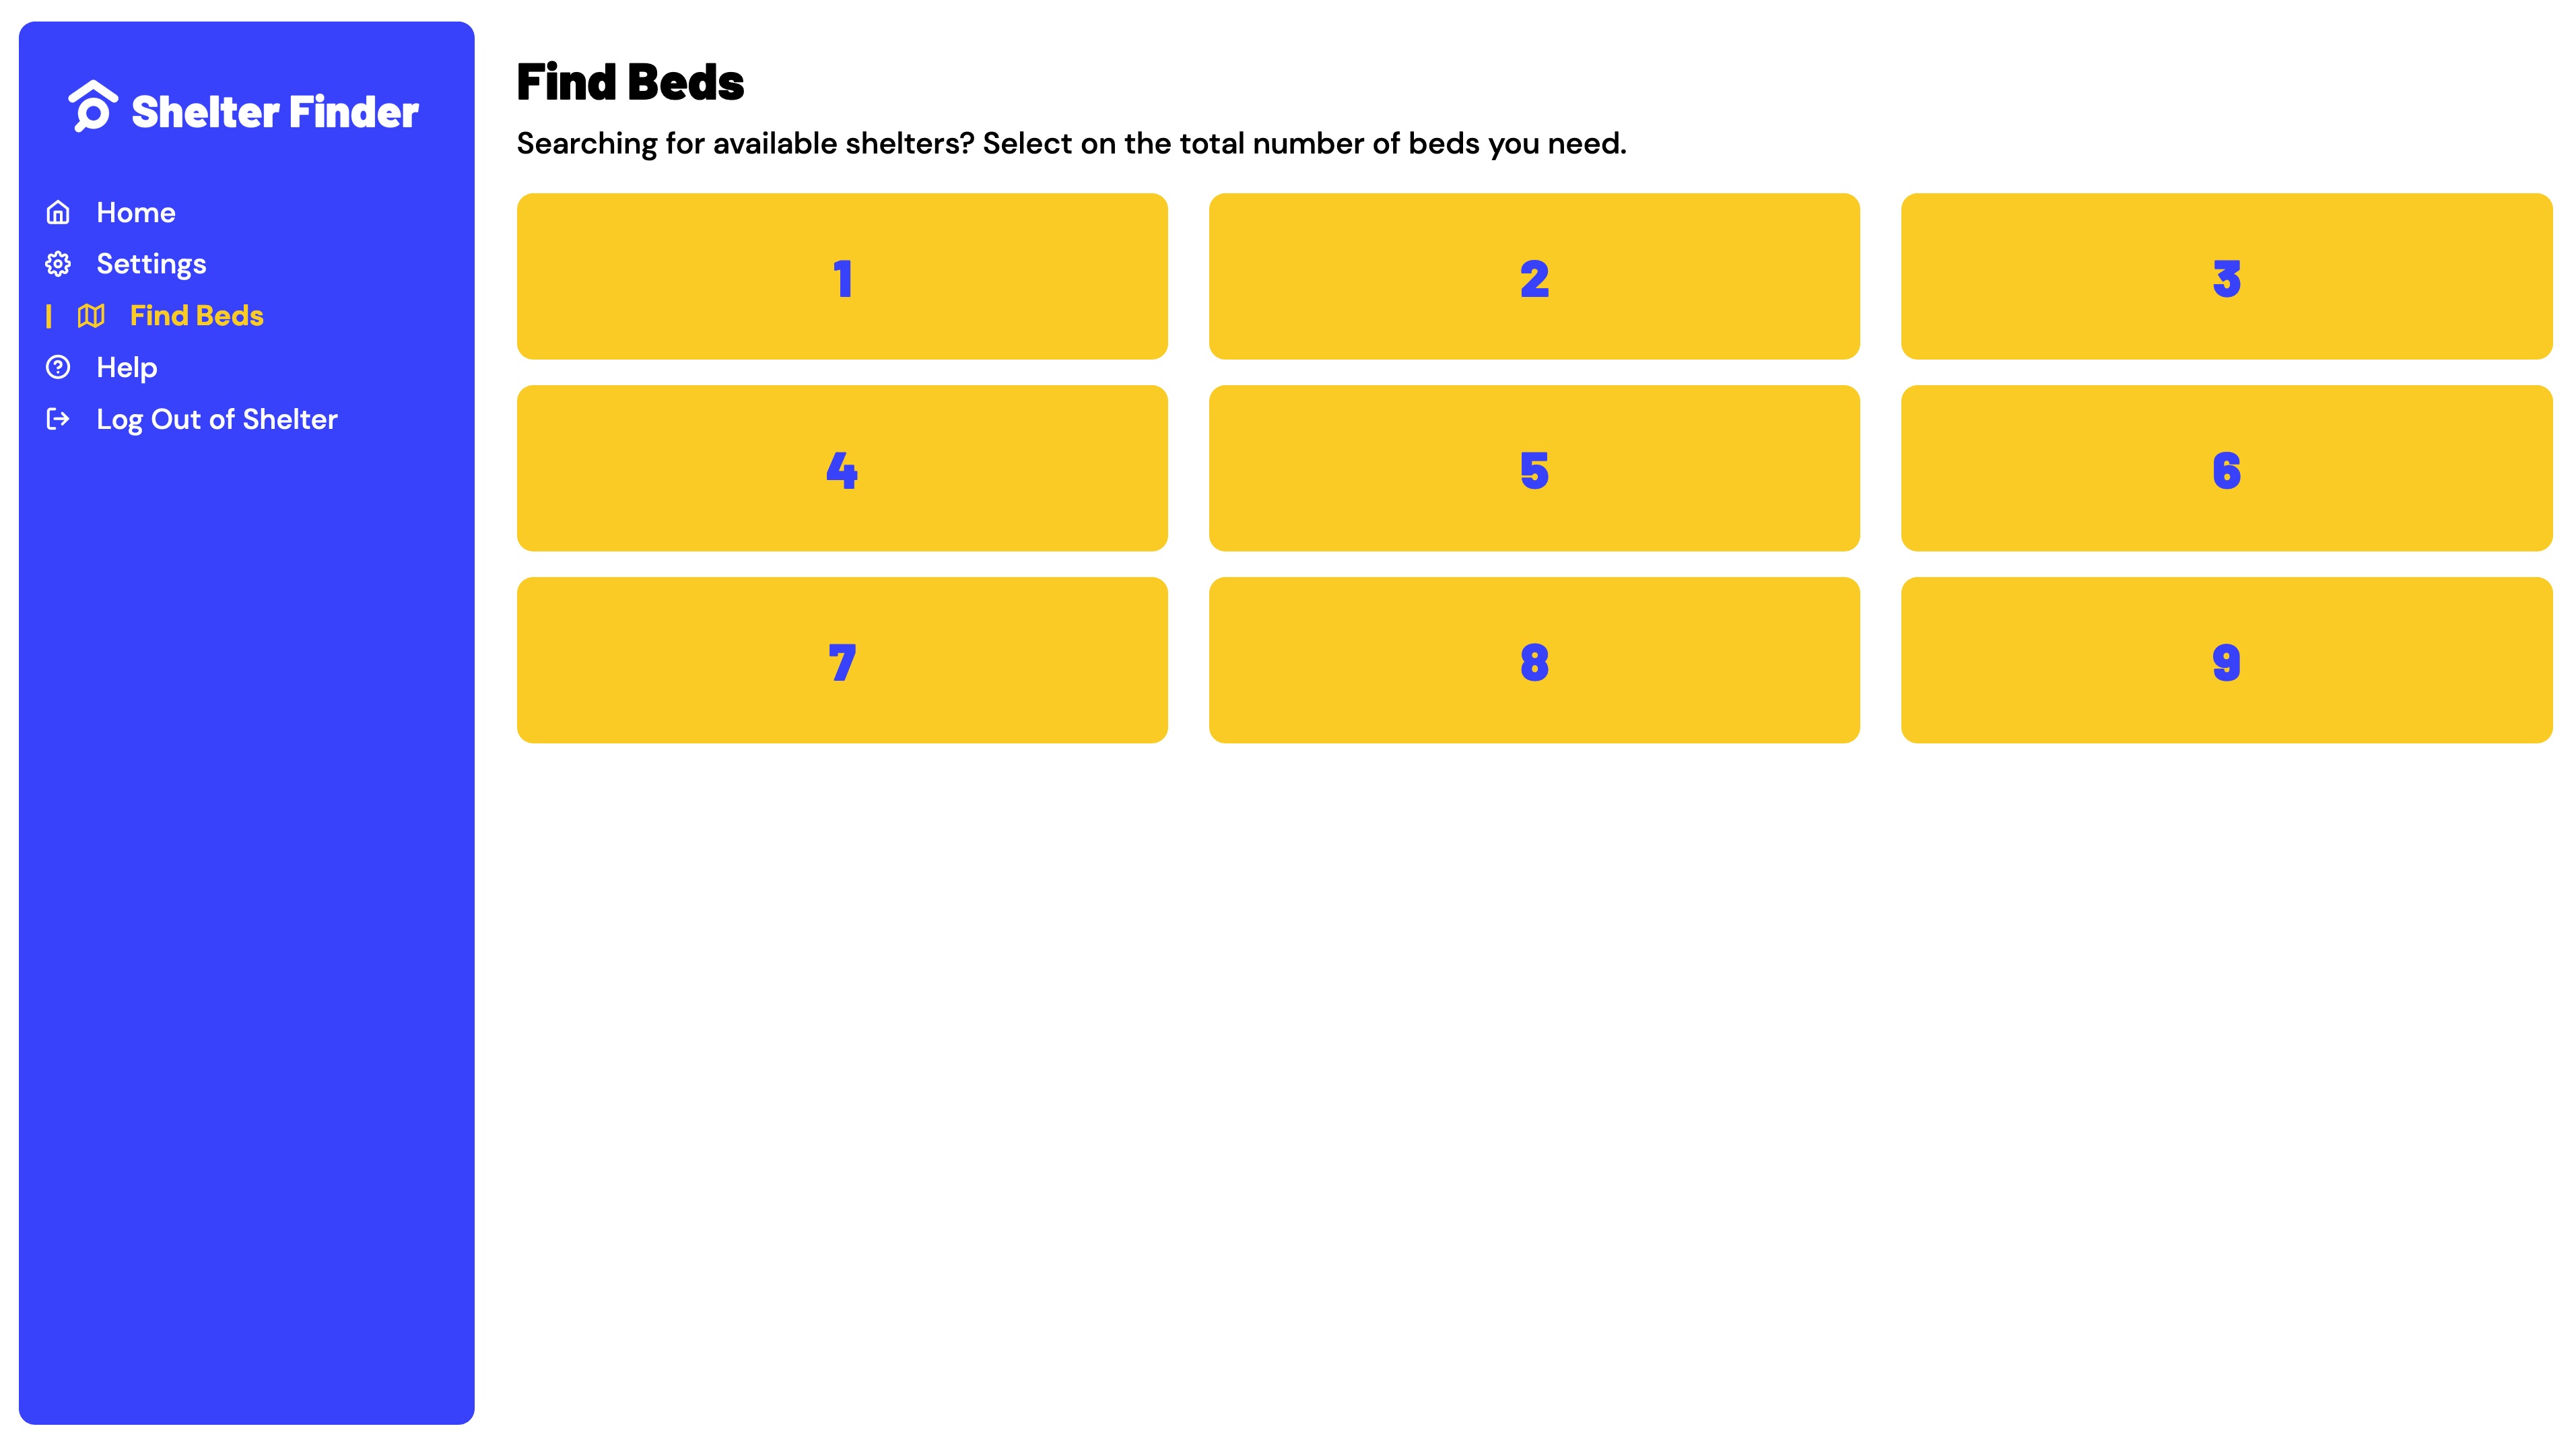 Shelter Finder
Home
Settings
Find Beds
Help
Log Out of Shelter
Find Beds
Searching for available shelters? Select on the total number of beds you need.
1
2
3
4
5
6
7
8
9